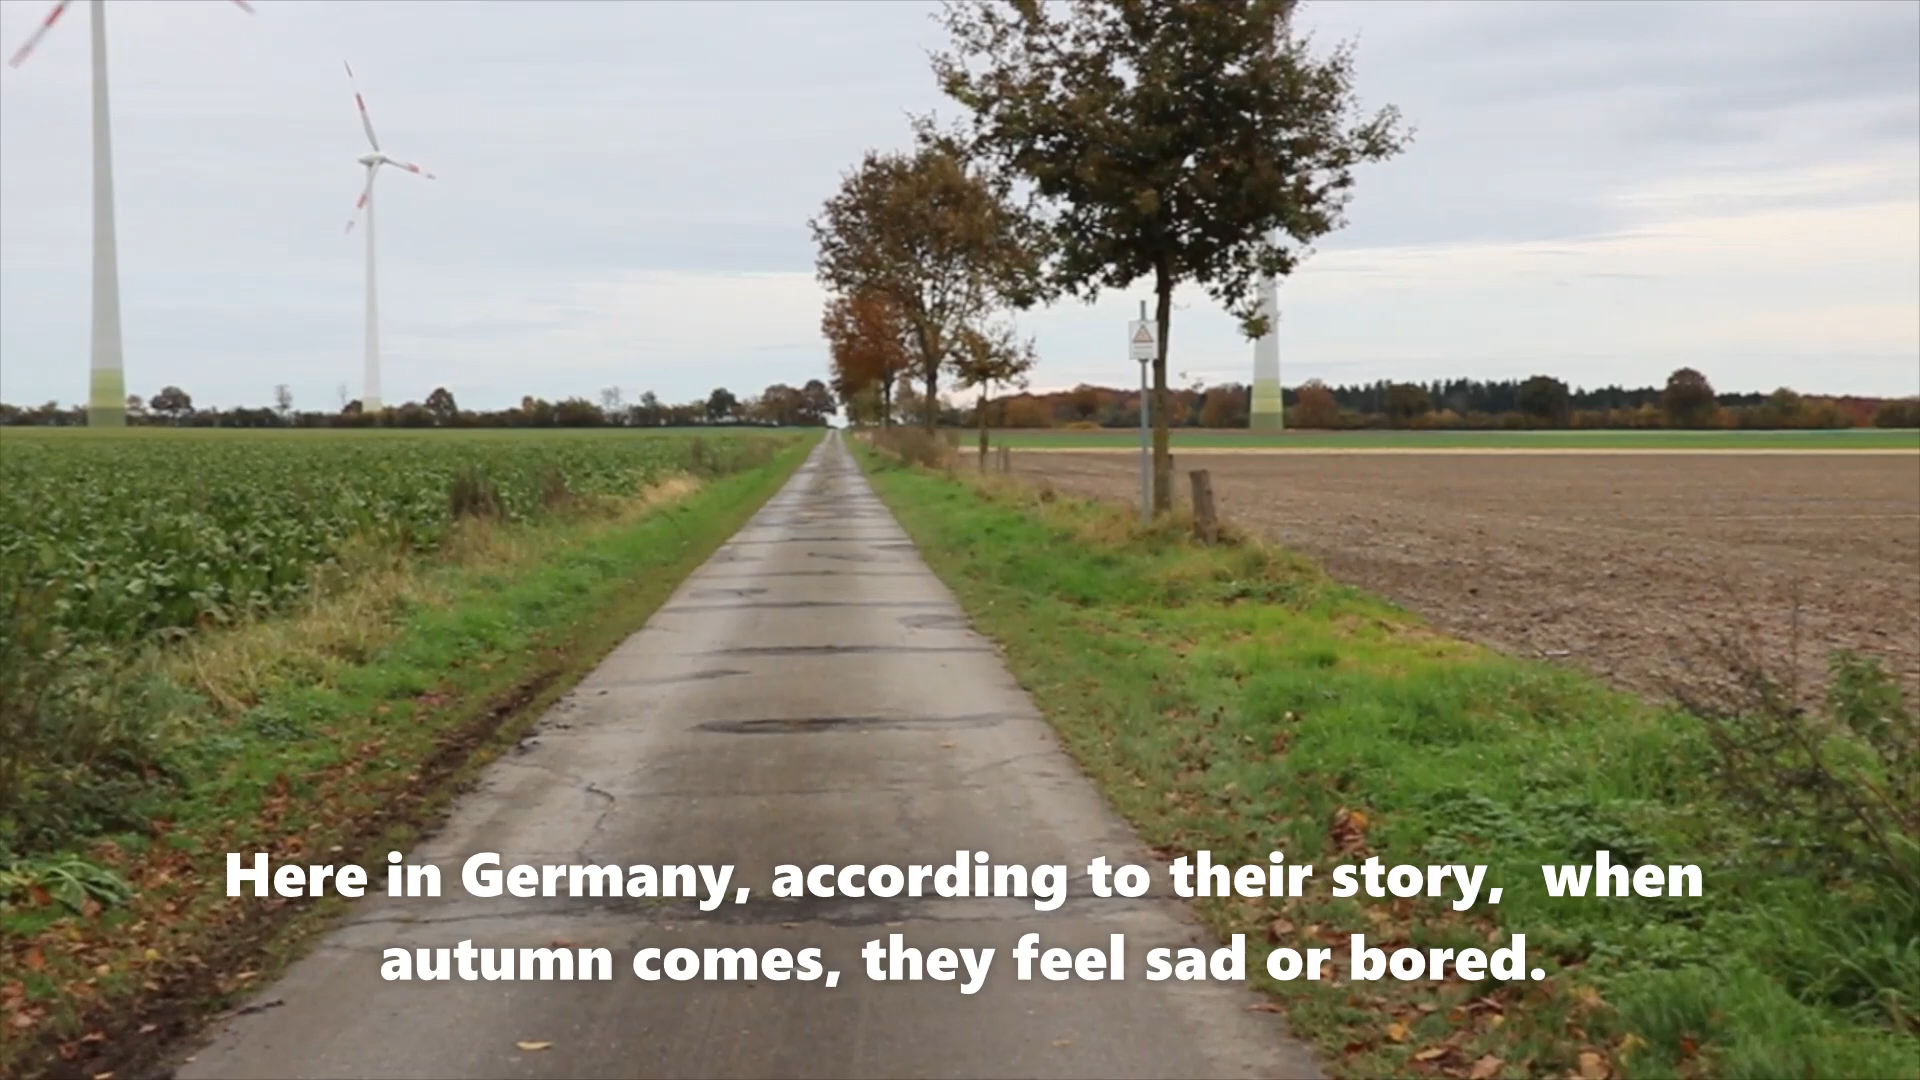 Here in Germany, according to their story,  when
autumn comes, they feel sad or bored.